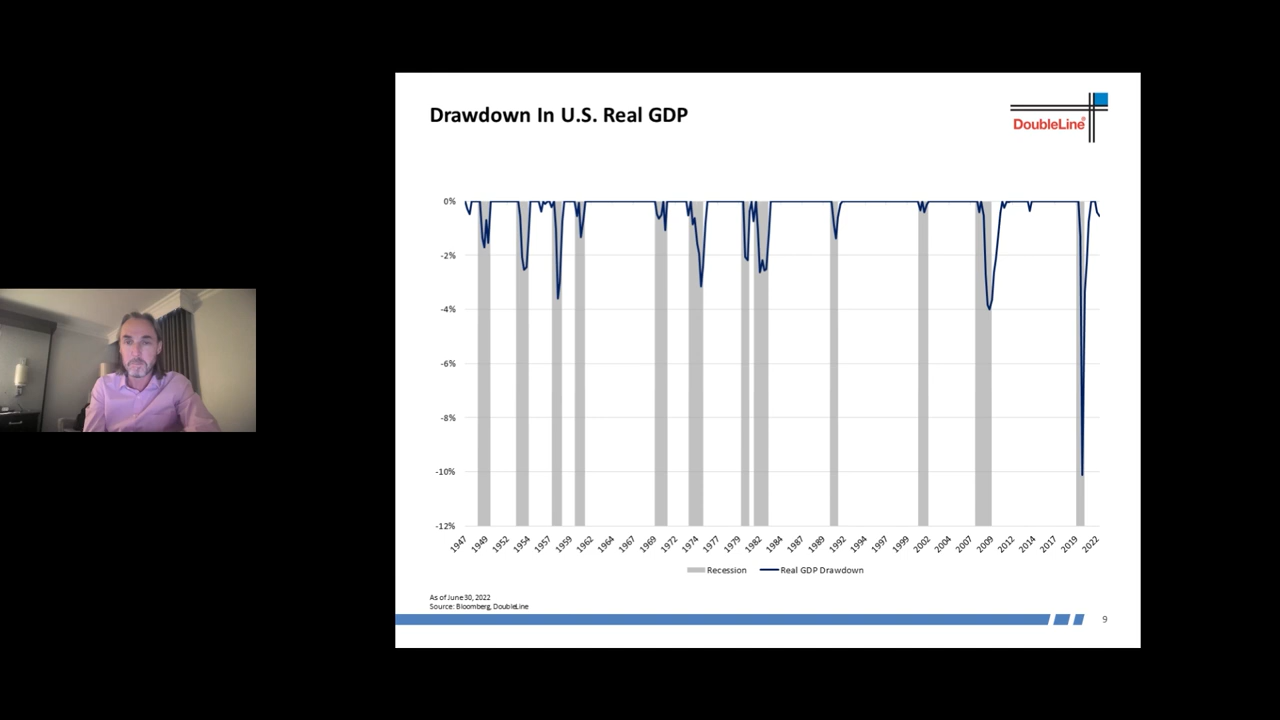 Drawdown In U.S. Real GDP
DoubleLine®
0%
-2%
-4%
-6%
-8%
-10%
-12%
1947 1949 1952 1954 1957 1959 1962 1964 1967 1969 1972 1974 1977 1979 1982 1984 1987 1989 1992 1994 1997 1999 2002 2004 2007 2009 2012 2014 2017 2019 2022
Recession Real GDP Drawdown
As of June 30, 2022
Source: Bloomberg, DoubleLine
9